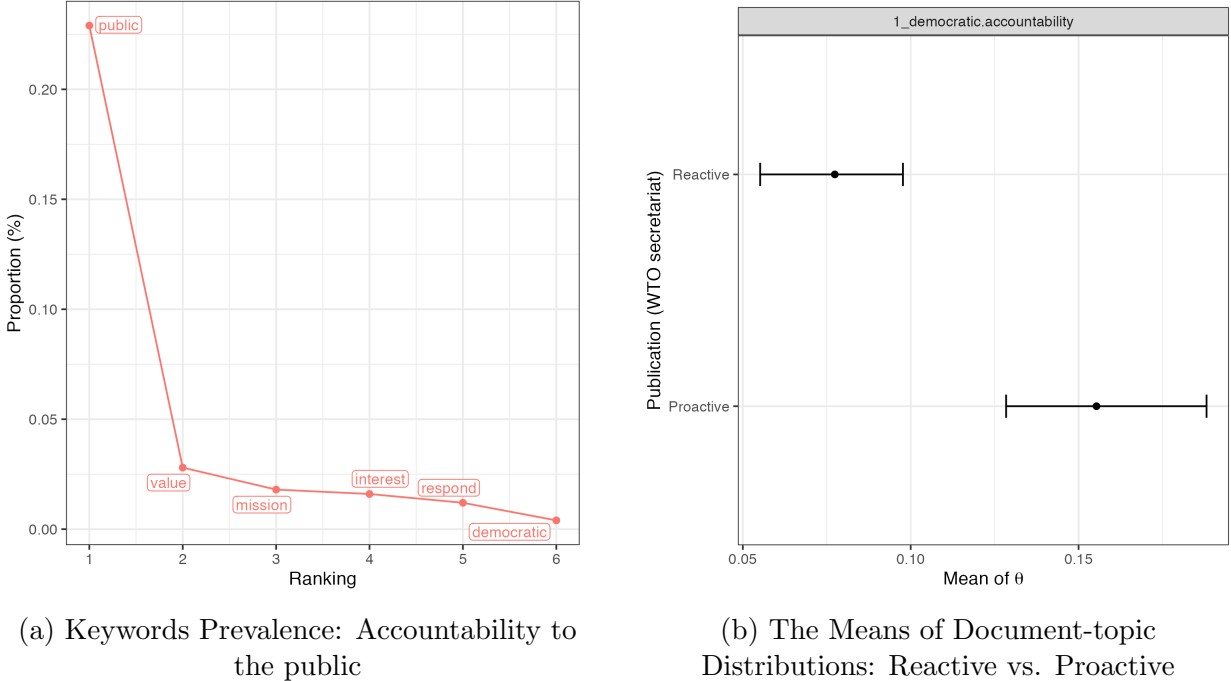 public
0.20
0.15
0.10
0.05
0.00
Proportion (%)
value
mission
interest
respond
democratic
1 2 3 4 5 6
Ranking
(a) Keywords Prevalence: Accountability to
the public
1_democratic.accountability
Publication (WTO secretariat)
Reactive
Proactive
0.05 0.10 0.15
Mean of θ
(b) The Means of Document-topic
Distributions: Reactive vs. Proactive